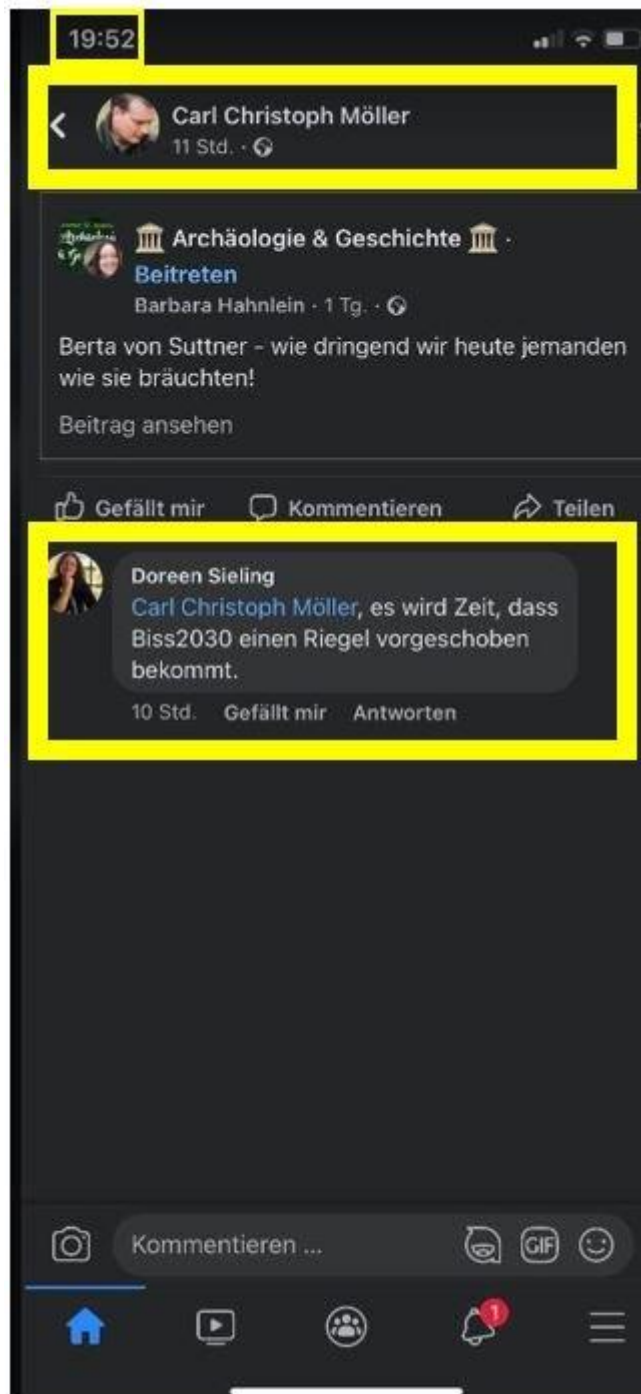 19:52
Carl Christoph Möller
11 Std. ·
🏛 Archäologie & Geschichte 🏛 ·
Beitreten
Barbara Hahnlein · 1 Tg. ·
Berta von Suttner - wie dringend wir heute jemanden
wie sie bräuchten!
Beitrag ansehen
Gefällt mir Kommentieren Teilen
Doreen Sieling
Carl Christoph Möller, es wird Zeit, dass
Biss2030 einen Riegel vorgeschoben
bekommt.
10 Std. Gefällt mir Antworten
Kommentieren ...
GIF
1